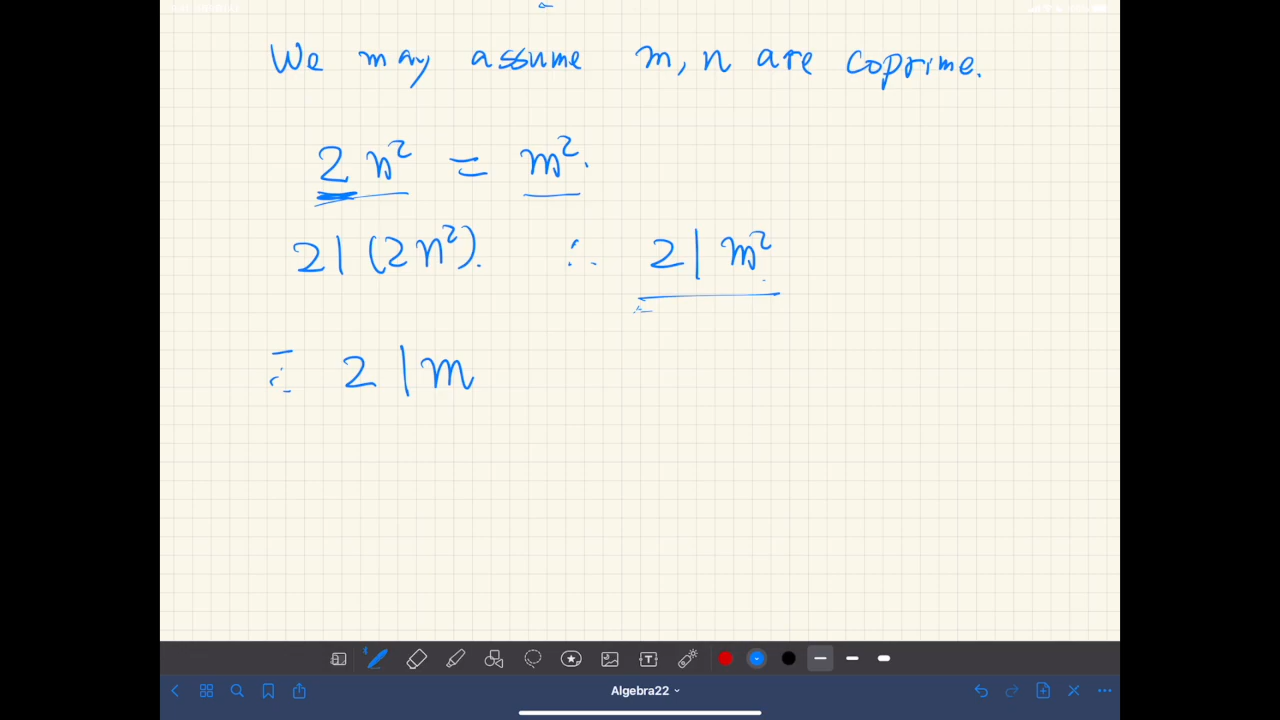 We may assume m, n are coprime.
2n² = m².
2|(2n²). ∴ 2|m²
∴ 2|m
Algebra22